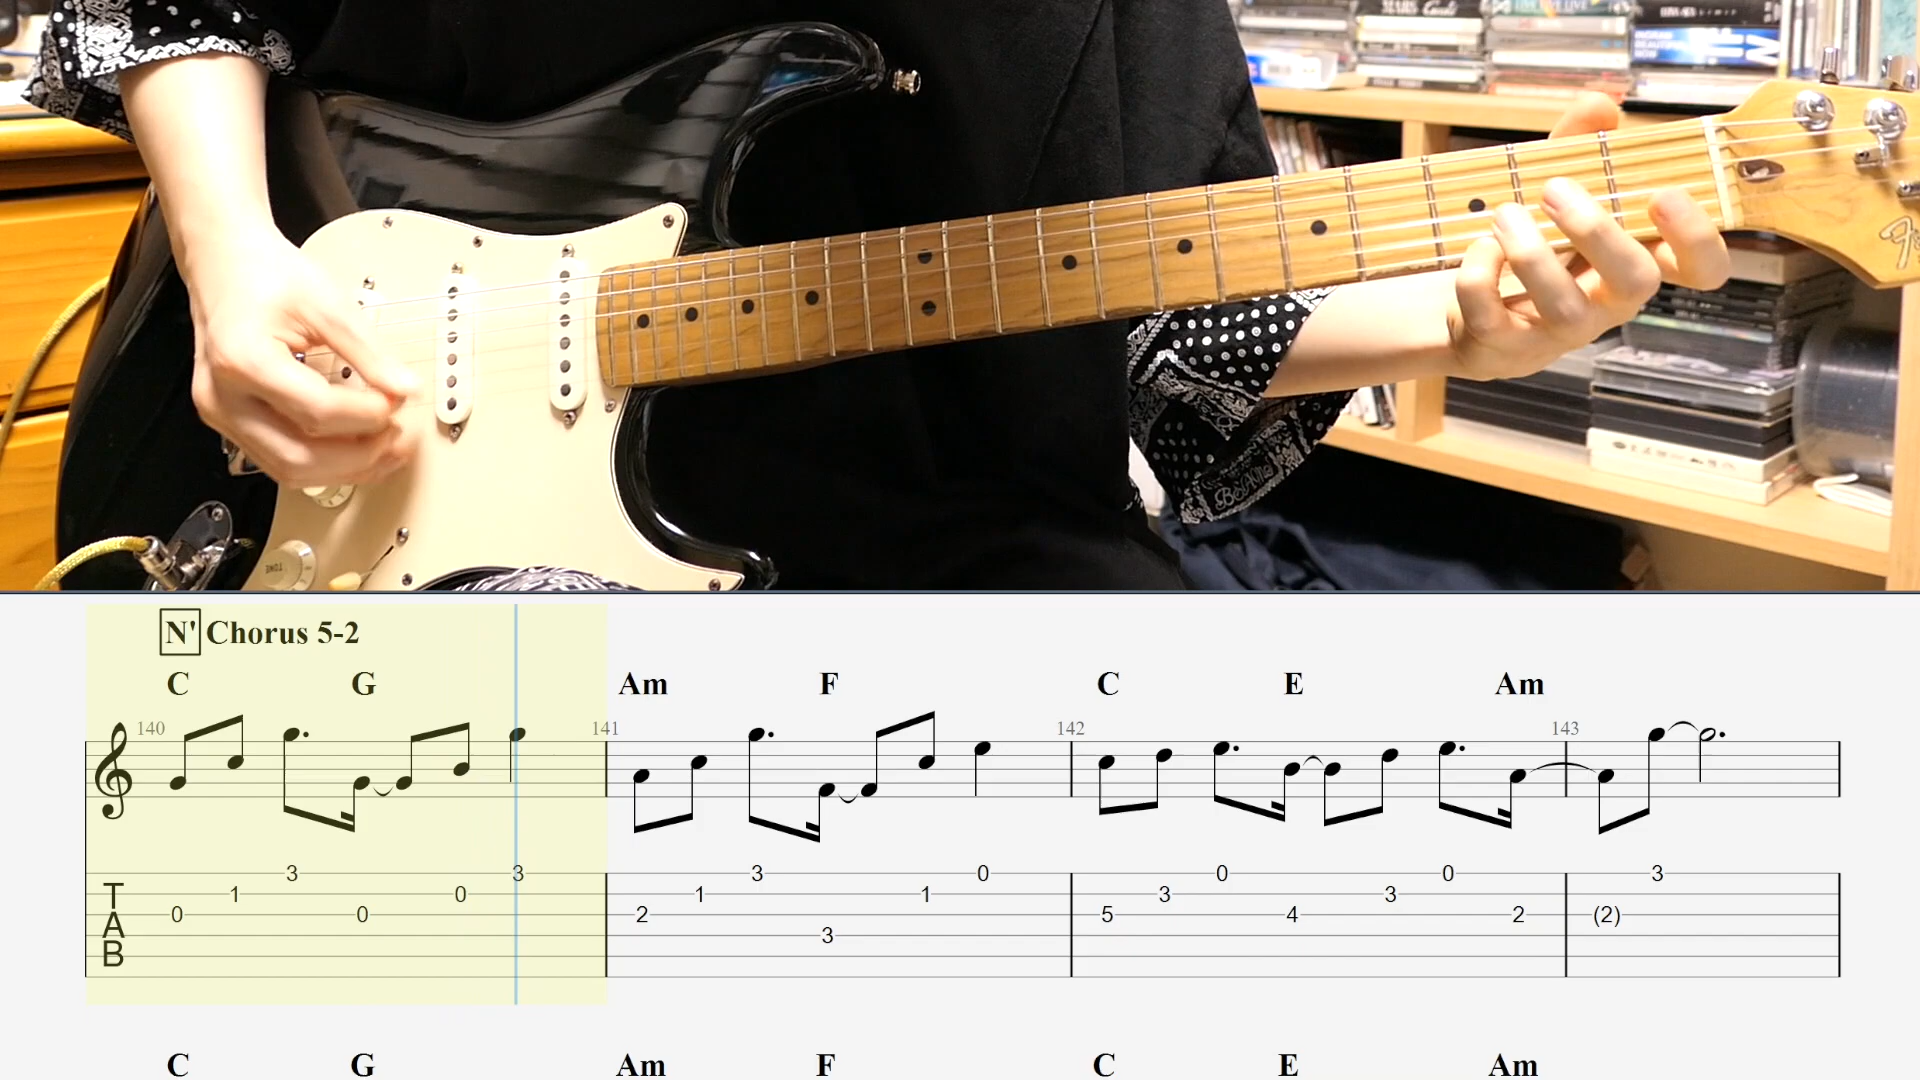 TONE
N' Chorus 5-2
C G Am F C E Am
140 141 142 143
3 3 3 0 0 0 3
T 1 0 1 1 3 3
A 0 0 2 5 4 2 (2)
3
B
C G Am F C E Am